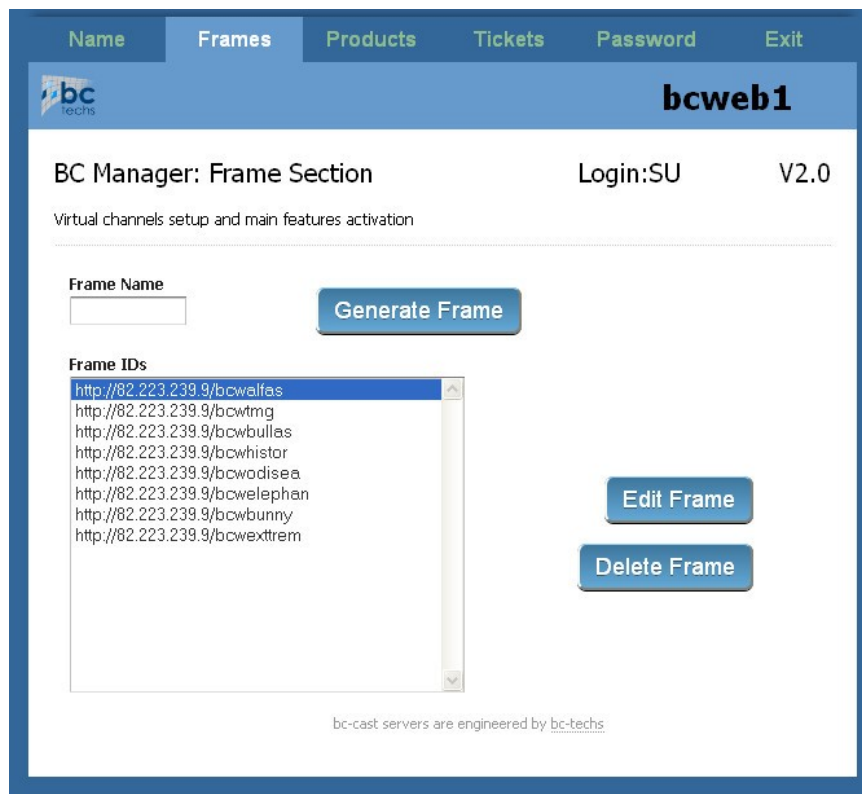 Name Frames Products Tickets Password Exit
bc techs
bcweb1
BC Manager: Frame Section Login:SU V2.0
Virtual channels setup and main features activation
Frame Name
Generate Frame
Frame IDs
http://82.223.239.9/bcwalfas
http://82.223.239.9/bcwtmg
http://82.223.239.9/bcwbullas
http://82.223.239.9/bcwhistor
http://82.223.239.9/bcwodisea
http://82.223.239.9/bcwelephan
http://82.223.239.9/bcwbunny
http://82.223.239.9/bcwexttrem
Edit Frame
Delete Frame
bc-cast servers are engineered by bc-techs